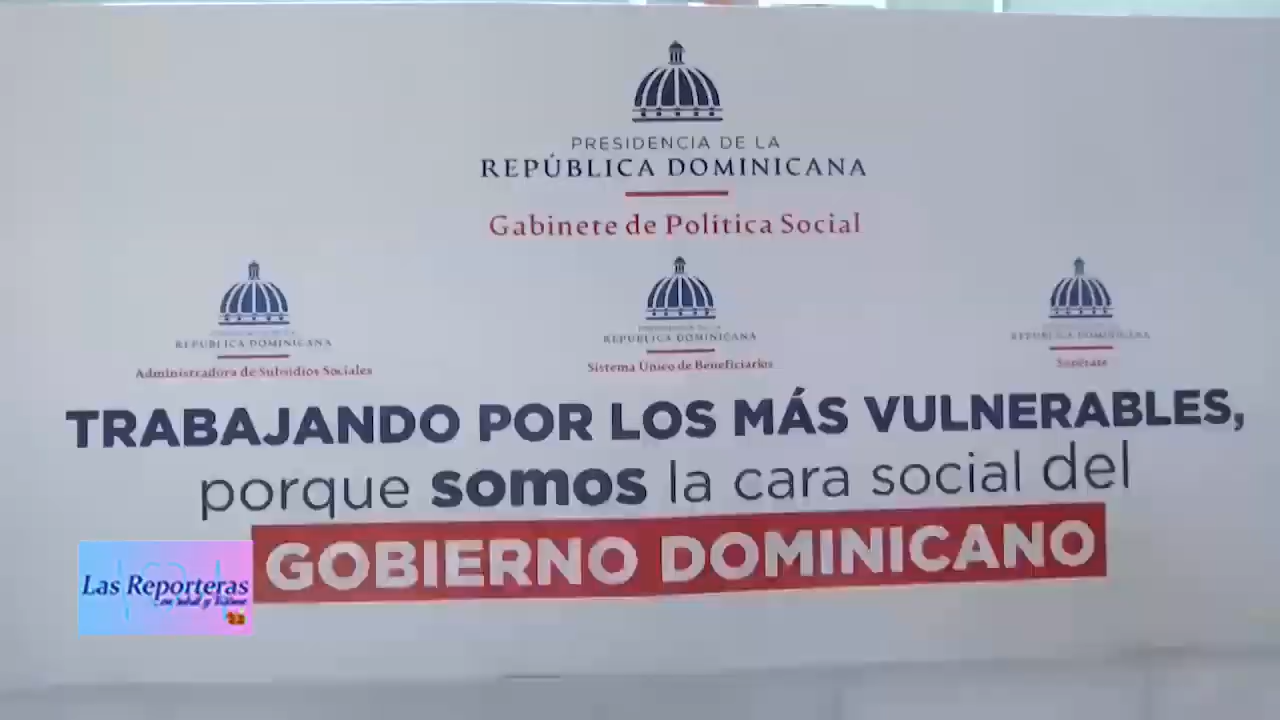 PRESIDENCIA DE LA
REPÚBLICA DOMINICANA
Gabinete de Política Social
REPÚBLICA DOMINICANA
Administradora de Subsidios Sociales
REPÚBLICA DOMINICANA
Sistema Único de Beneficiarios
REPÚBLICA DOMINICANA
Supérate
TRABAJANDO POR LOS MÁS VULNERABLES,
porque somos la cara social del
GOBIERNO DOMINICANO
Las Reporteras